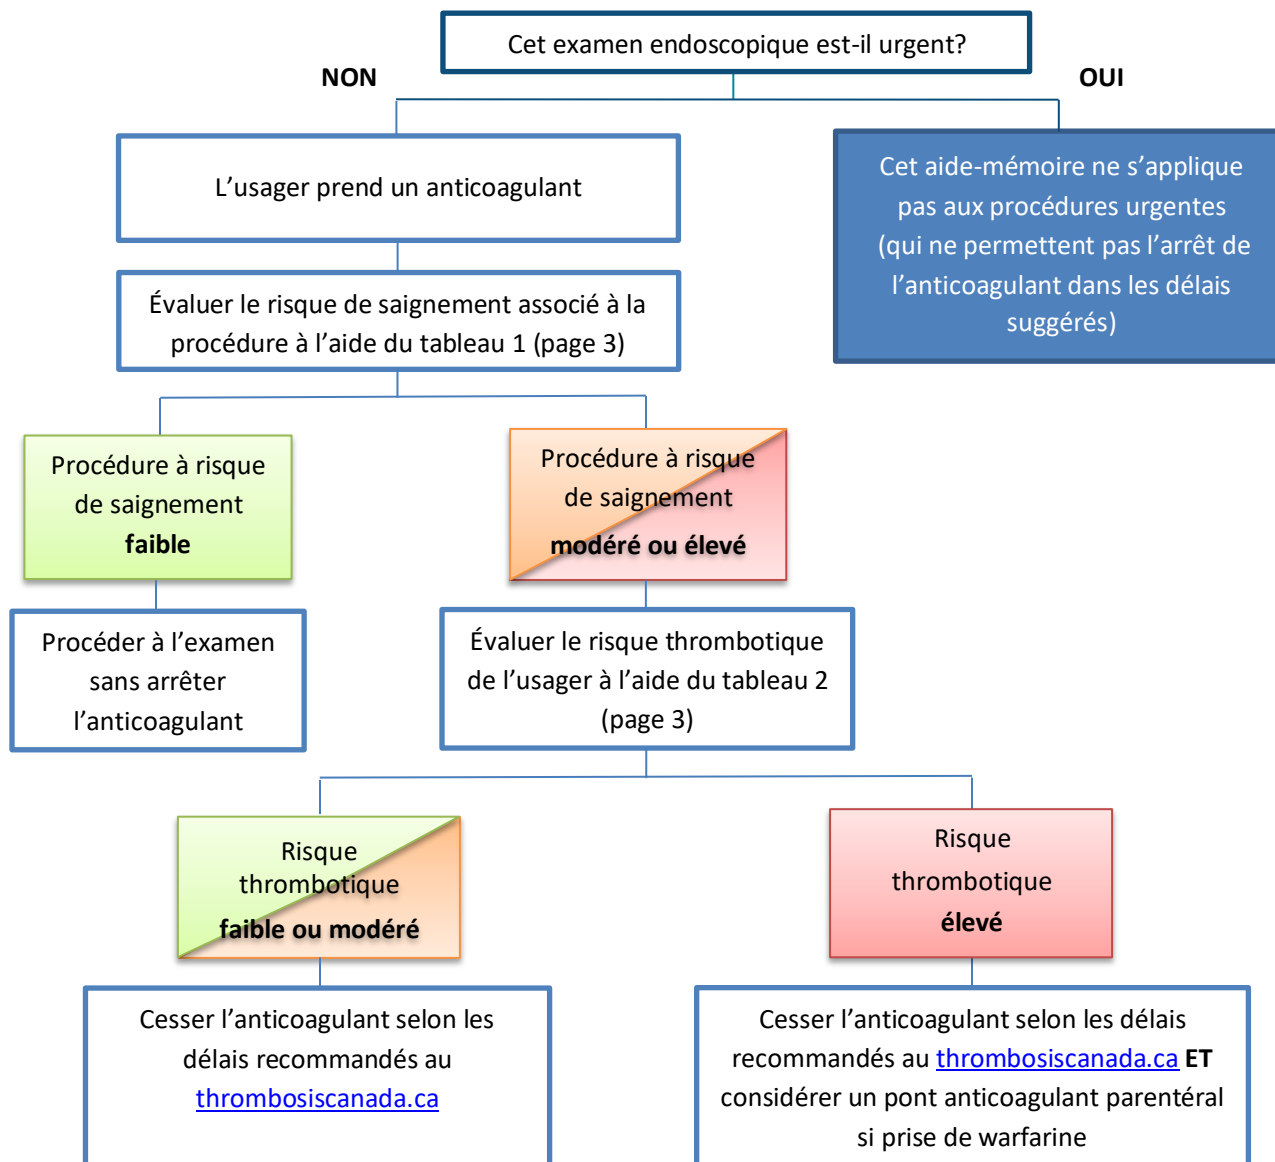 Cet examen endoscopique est-il urgent?
NON
OUI
L’usager prend un anticoagulant
Cet aide-mémoire ne s’applique
pas aux procédures urgentes
(qui ne permettent pas l’arrêt de
l’anticoagulant dans les délais
suggérés)
Évaluer le risque de saignement associé à la
procédure à l’aide du tableau 1 (page 3)
Procédure à risque
de saignement
faible
Procédure à risque
de saignement
modéré ou élevé
Procéder à l’examen
sans arrêter
l’anticoagulant
Évaluer le risque thrombotique
de l’usager à l’aide du tableau 2
(page 3)
Risque
thrombotique
faible ou modéré
Risque
thrombotique
élevé
Cesser l’anticoagulant selon les
délais recommandés au
thrombosiscanada.ca
Cesser l’anticoagulant selon les délais
recommandés au thrombosiscanada.ca ET
considérer un pont anticoagulant parentéral
si prise de warfarine